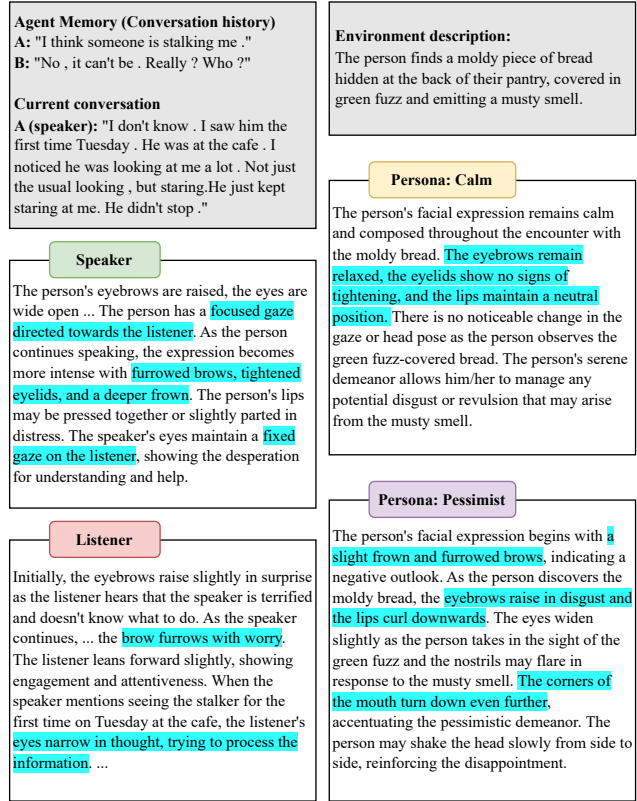 Agent Memory (Conversation history)
A: "I think someone is stalking me ."
B: "No , it can't be . Really ? Who ?"
Current conversation
A (speaker): "I don't know . I saw him the
first time Tuesday . He was at the cafe . I
noticed he was looking at me a lot . Not just
the usual looking , but staring.He just kept
staring at me. He didn't stop ."
Speaker
The person's eyebrows are raised, the eyes are
wide open ... The person has a focused gaze
directed towards the listener. As the person
continues speaking, the expression becomes
more intense with furrowed brows, tightened
eyelids, and a deeper frown. The person's lips
may be pressed together or slightly parted in
distress. The speaker's eyes maintain a fixed
gaze on the listener, showing the desperation
for understanding and help.
Listener
Initially, the eyebrows raise slightly in surprise
as the listener hears that the speaker is terrified
and doesn't know what to do. As the speaker
continues, ... the brow furrows with worry.
The listener leans forward slightly, showing
engagement and attentiveness. When the
speaker mentions seeing the stalker for the
first time on Tuesday at the cafe, the listener's
eyes narrow in thought, trying to process the
information. ...
Environment description:
The person finds a moldy piece of bread
hidden at the back of their pantry, covered in
green fuzz and emitting a musty smell.
Persona: Calm
The person's facial expression remains calm
and composed throughout the encounter with
the moldy bread. The eyebrows remain
relaxed, the eyelids show no signs of
tightening, and the lips maintain a neutral
position. There is no noticeable change in the
gaze or head pose as the person observes the
green fuzz-covered bread. The person's serene
demeanor allows him/her to manage any
potential disgust or revulsion that may arise
from the musty smell.
Persona: Pessimist
The person's facial expression begins with a
slight frown and furrowed brows, indicating a
negative outlook. As the person discovers the
moldy bread, the eyebrows raise in disgust and
the lips curl downwards. The eyes widen
slightly as the person takes in the sight of the
green fuzz and the nostrils may flare in
response to the musty smell. The corners of
the mouth turn down even further,
accentuating the pessimistic demeanor. The
person may shake the head slowly from side to
side, reinforcing the disappointment.